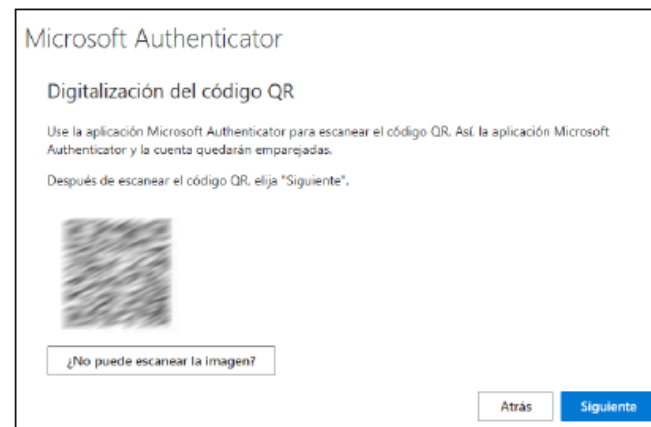 Microsoft Authenticator
Digitalización del código QR
Use la aplicación Microsoft Authenticator para escanear el código QR. Así. la aplicación Microsoft
Authenticator y la cuenta quedarán emparejadas.
Después de escanear el código QR. elija "Siguiente".
¿No puede escanear la imagen?
Atrás
Siguiente